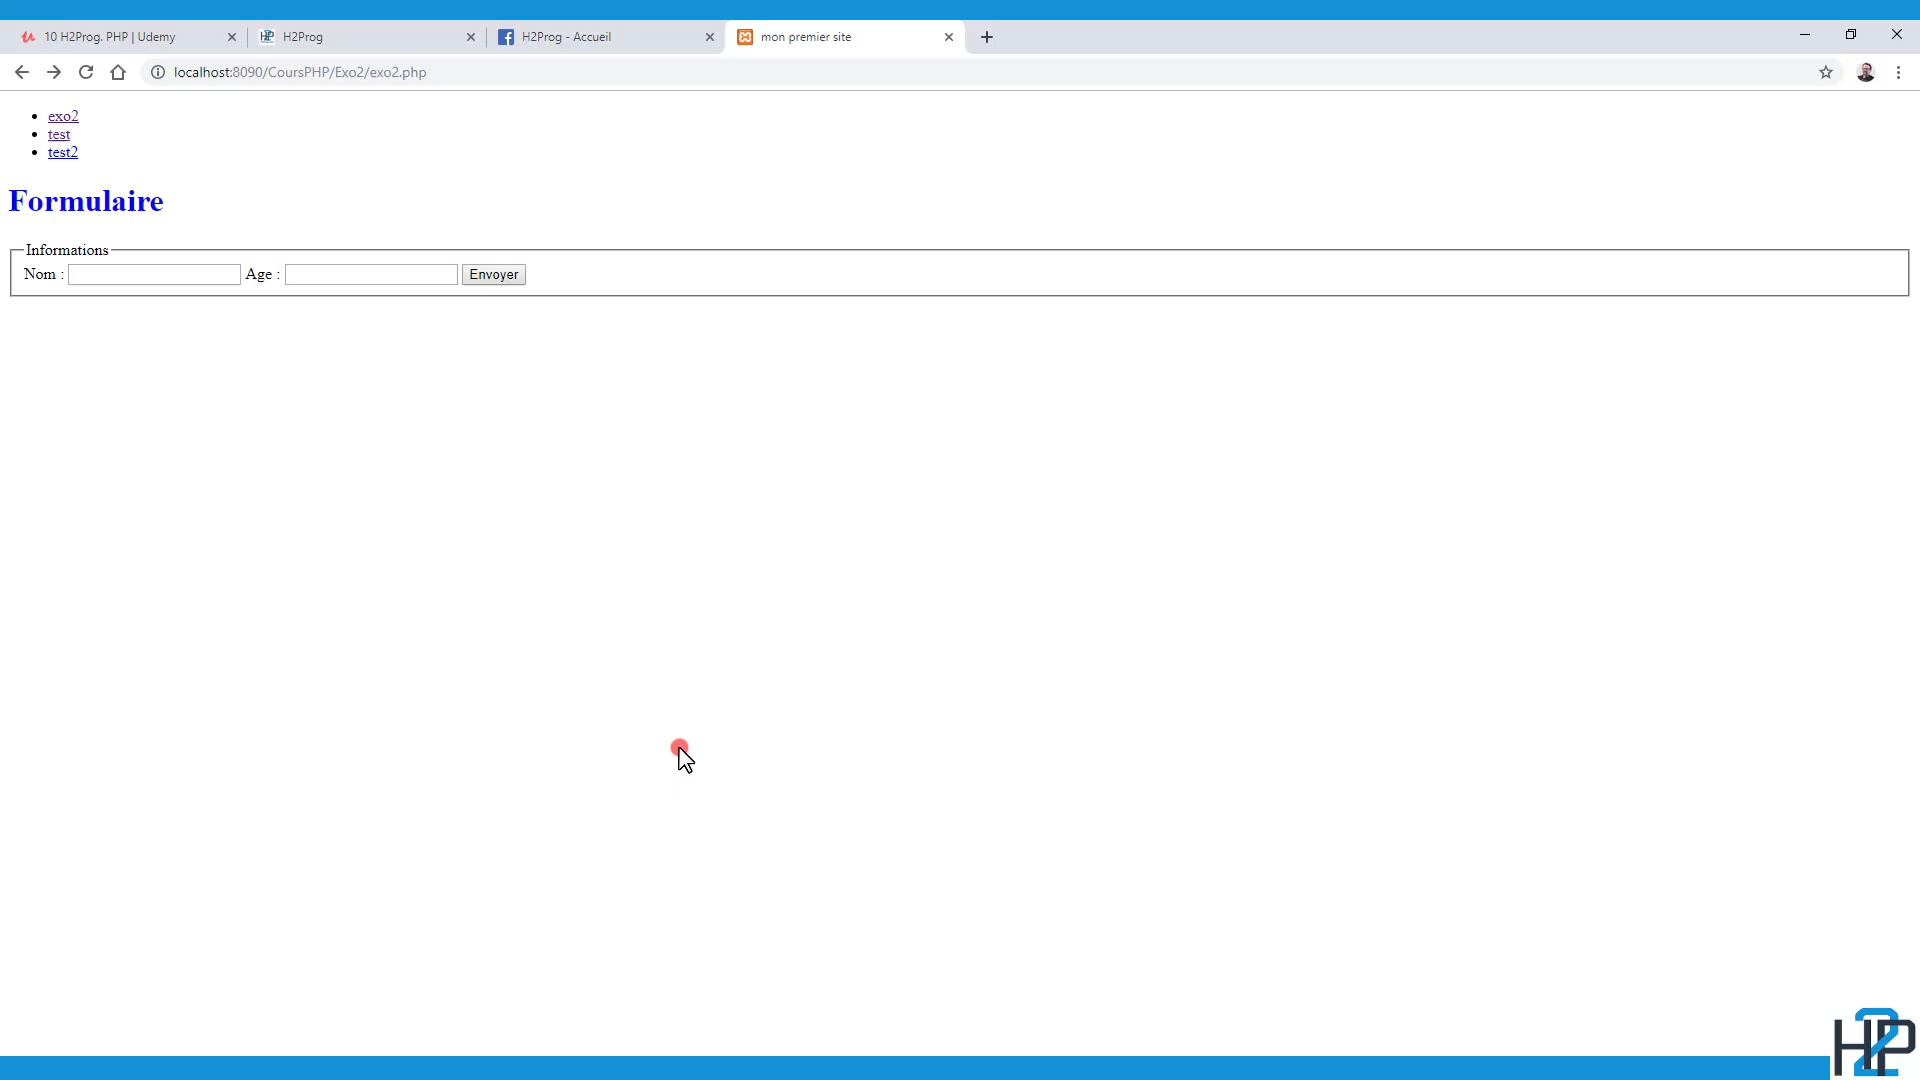 10 H2Prog. PHP | Udemy
H2Prog
H2Prog - Accueil
mon premier site
localhost:8090/CoursPHP/Exo2/exo2.php
exo2
test
test2
Formulaire
Informations
Nom : Age : Envoyer
H2P